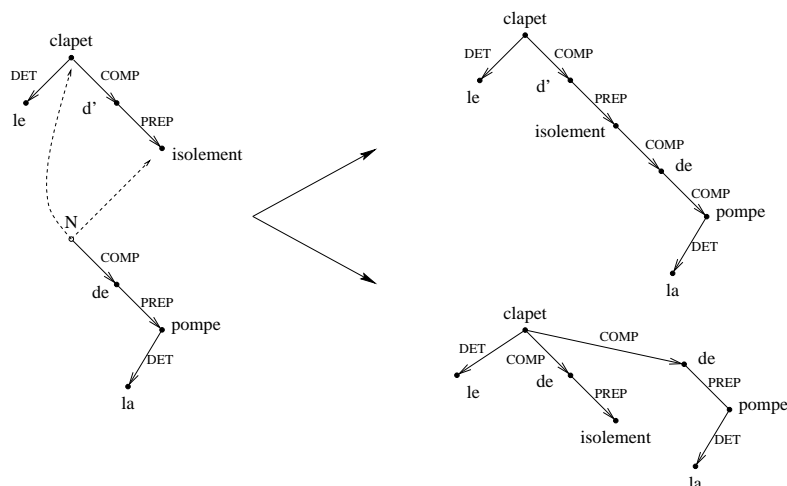 clapet
DET COMP
le d'
PREP
isolement
N
COMP
de
PREP
pompe
DET
la
clapet
DET COMP
le d'
PREP
isolement
COMP
de
COMP
pompe
DET
la
clapet
DET COMP COMP
le de de
PREP PREP
isolement pompe
DET
la